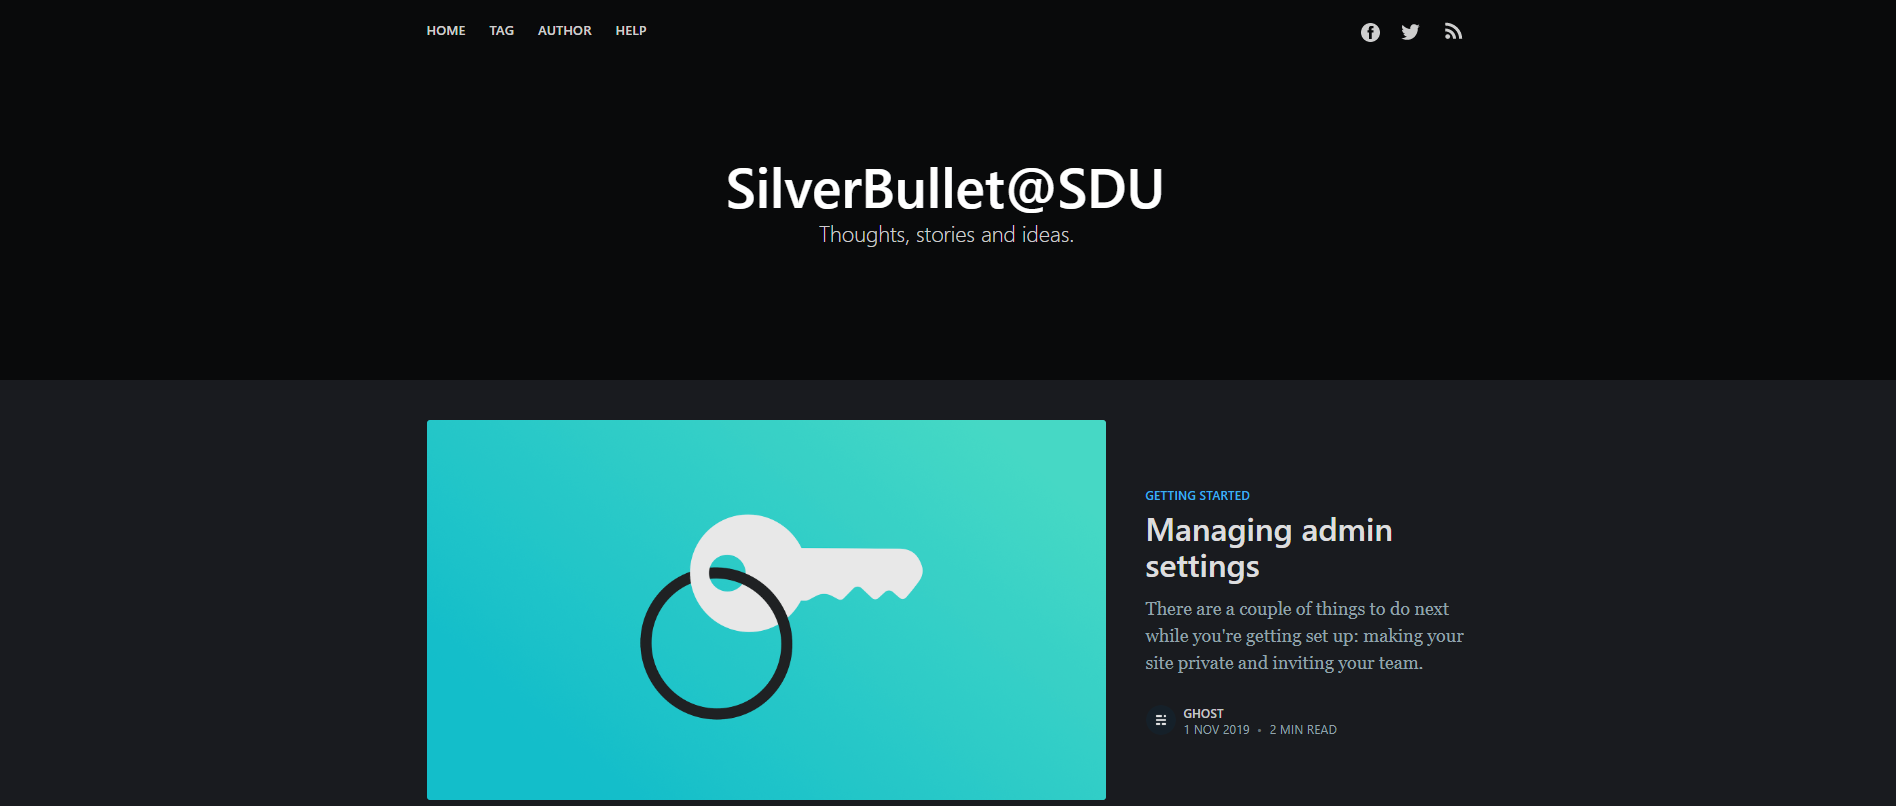 HOME TAG AUTHOR HELP
SilverBullet@SDU
Thoughts, stories and ideas.
GETTING STARTED
Managing admin
settings
There are a couple of things to do next
while you're getting set up: making your
site private and inviting your team.
GHOST
1 NOV 2019 • 2 MIN READ